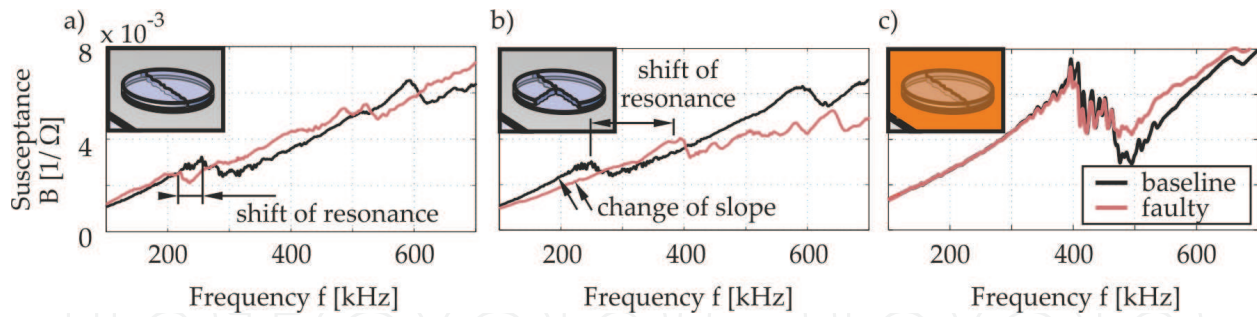 a)
b)
c)
8
x 10⁻³
4
0
Susceptance
B [1/Ω]
shift of resonance
shift of
resonance
change of slope
baseline
faulty
200
400
600
200
400
600
200
400
600
Frequency f [kHz]
Frequency f [kHz]
Frequency f [kHz]